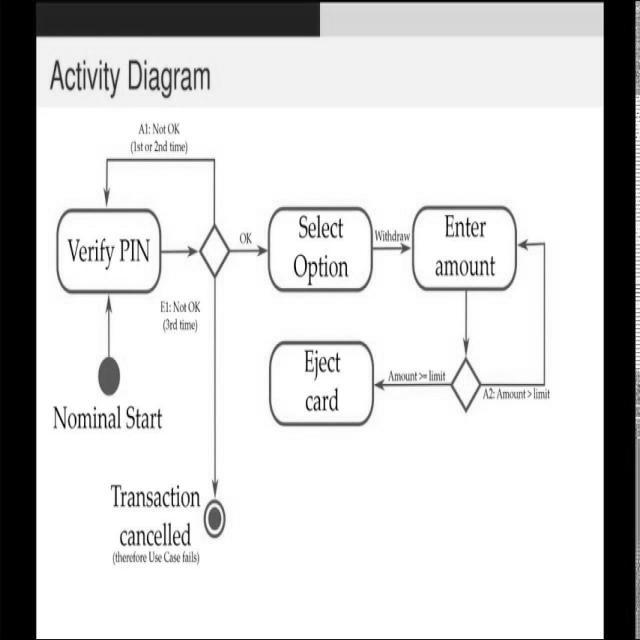 Activity Diagram
A1: Not OK
(1st or 2nd time)
Verify PIN
OK
Select
Option
Withdraw
Enter
amount
E1: Not OK
(3rd time)
Nominal Start
Eject
card
Amount >= limit
A2: Amount > limit
Transaction
cancelled
(therefore Use Case fails)